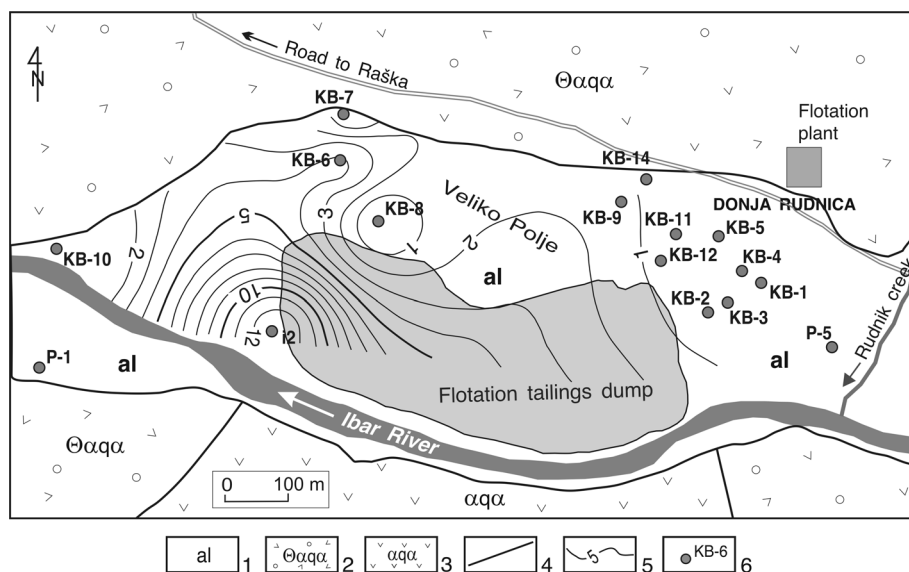 N
Road to Raška
Θαqα
KB-7
Flotation
plant
KB-6
KB-14
3
KB-8
Veliko Polje
KB-9
DONJA RUDNICA
5
KB-11
KB-5
2
1
2
1
KB-10
KB-12
KB-4
al
KB-1
10
KB-2
KB-3
12
i2
P-5
Rudnik creek
P-1
al
al
Flotation tailings dump
Ibar River
Θαqα
0 100 m
αqα
al 1
Θαqα 2
αqα 3
4
5 5
KB-6 6